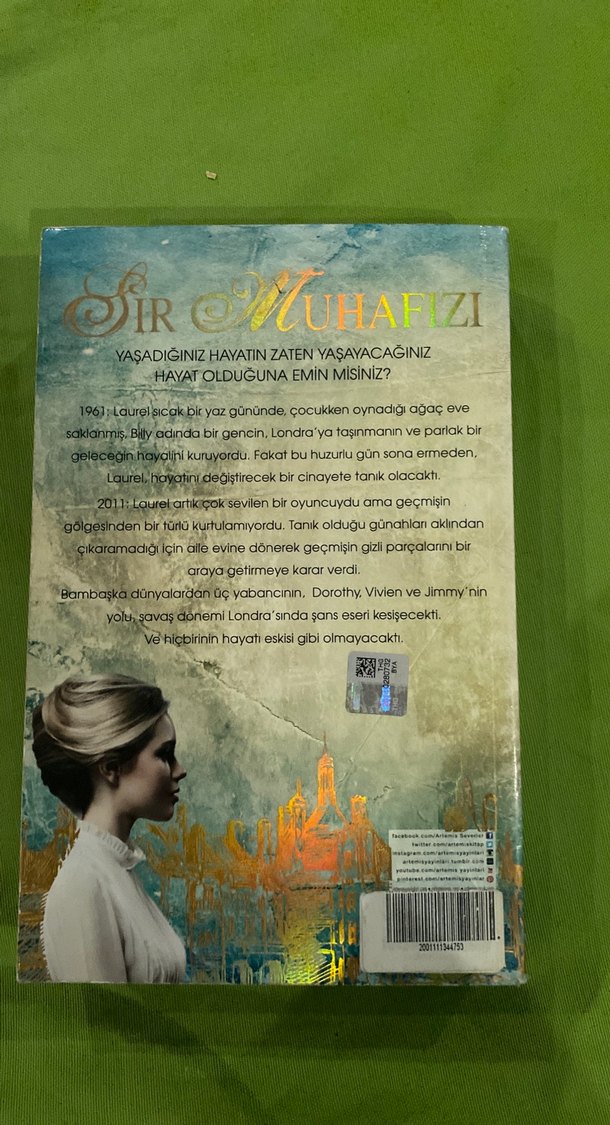 SIR MUHAFIZI
YAŞADIĞINIZ HAYATIN ZATEN YAŞAYACAĞINIZ
HAYAT OLDUĞUNA EMİN MİSİNİZ?
1961: Laurel sıcak bir yaz gününde, çocukken oynadığı ağaç eve
saklanmış, Billy adında bir gencin, Londra'ya taşınmanın ve parlak bir
geleceğin hayalini kuruyordu. Fakat bu huzurlu gün sona ermeden,
Laurel, hayatını değiştirecek bir cinayete tanık olacaktı.
2011: Laurel artık çok sevilen bir oyuncuydu ama geçmişin
gölgesinden bir türlü kurtulamıyordu. Tanık olduğu günahları aklından
çıkaramadığı için aile evine dönerek geçmişin gizli parçalarını bir
araya getirmeye karar verdi.
Bambaşka dünyalardan üç yabancının, Dorothy, Vivien ve Jimmy'nin
yolu, savaş dönemi Londra'sında şans eseri kesişecekti.
Ve hiçbirinin hayatı eskisi gibi olmayacaktı.
TH3
2280732
BYA
TH3
facebook.com/Artemis Severler
twitter.com/artemiskitap
instagram.com/artemisyayinlari
artemisyayinlari.tumblr.com
youtube.com/artemis yayinlari
pinterest.com/artemisyayinlar
2001111344753